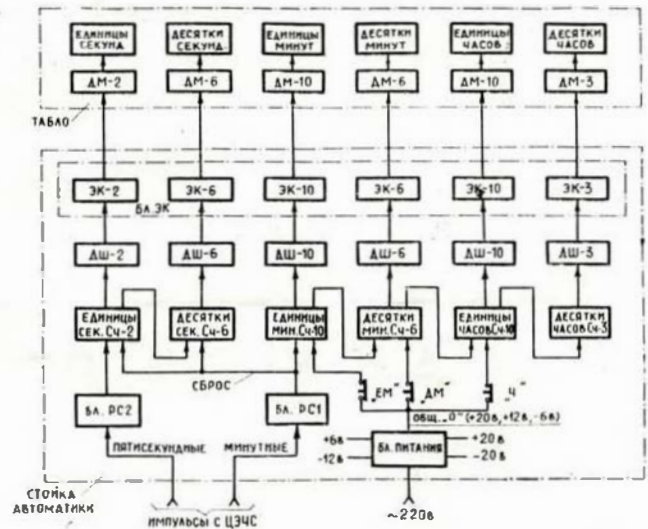 ЕДИНИЦЫ СЕКУНД
ДЕСЯТКИ СЕКУНД.
ЕДИНИЦЫ МИНУТ
ДЕСЯТКИ МИНУТ
ЕДИНИЦЫ ЧАСОВ
ДЕСЯТКИ ЧАСОВ
ДМ-2
ДМ-6
ДМ-10
ДМ-6
ДМ-10
ДМ-3
ТАБЛО
ЭК-2
ЭК-6
ЭК-10
ЭК-6
ЭК-10
ЭК-3
БЛ. ЭК
ДШ-2
ДШ-6
ДШ-10
ДШ-6
ДШ-10
ДШ-3
ЕДИНИЦЫ СЕК. СЧ-2
ДЕСЯТКИ СЕК. СЧ-6
ЕДИНИЦЫ МИН. СЧ-10
ДЕСЯТКИ МИН. СЧ-6
ЕДИНИЦЫ ЧАСОВ СЧ-10
ДЕСЯТКИ ЧАСОВ СЧ-3
СБРОС
„ЕМ"
„ДМ"
„Ч"
БЛ. РС2
БЛ. РС1
ОБЩ. „О" (+20В, +12В, -6В)
ПЯТИСЕКУНДНЫЕ
МИНУТНЫЕ
+6В
-12В
БЛ. ПИТАНИЯ
+20В
-20В
СТОЙКА АВТОМАТИКИ
ИМПУЛЬСЫ С ЦЭЧС
~220В